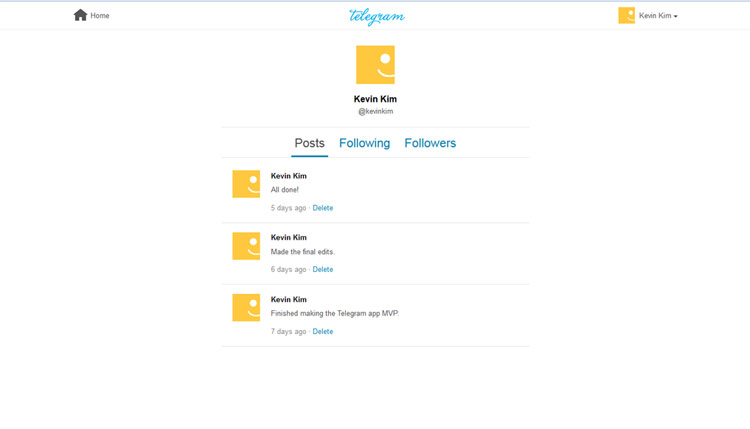 Home
telegram
Kevin Kim
Kevin Kim
@kevinkim
Posts Following Followers
Kevin Kim
All done!
5 days ago · Delete
Kevin Kim
Made the final edits.
6 days ago · Delete
Kevin Kim
Finished making the Telegram app MVP.
7 days ago · Delete